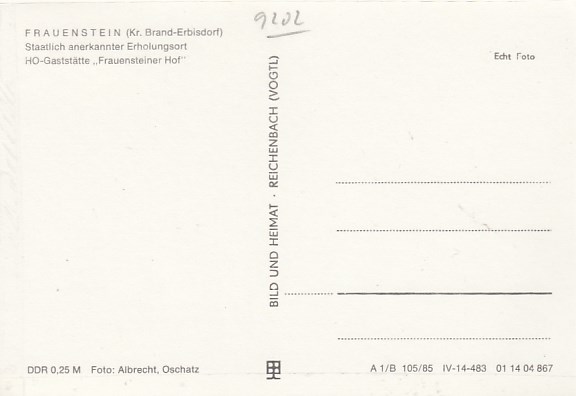 9202
FRAUENSTEIN (Kr. Brand-Erbisdorf)
Staatlich anerkannter Erholungsort
HO-Gaststätte „Frauensteiner Hof"
Echt Foto
BILD UND HEIMAT · REICHENBACH (VOGTL)
DDR 0,25 M Foto: Albrecht, Oschatz
A 1/B 105/85 IV-14-483 01 14 04 867